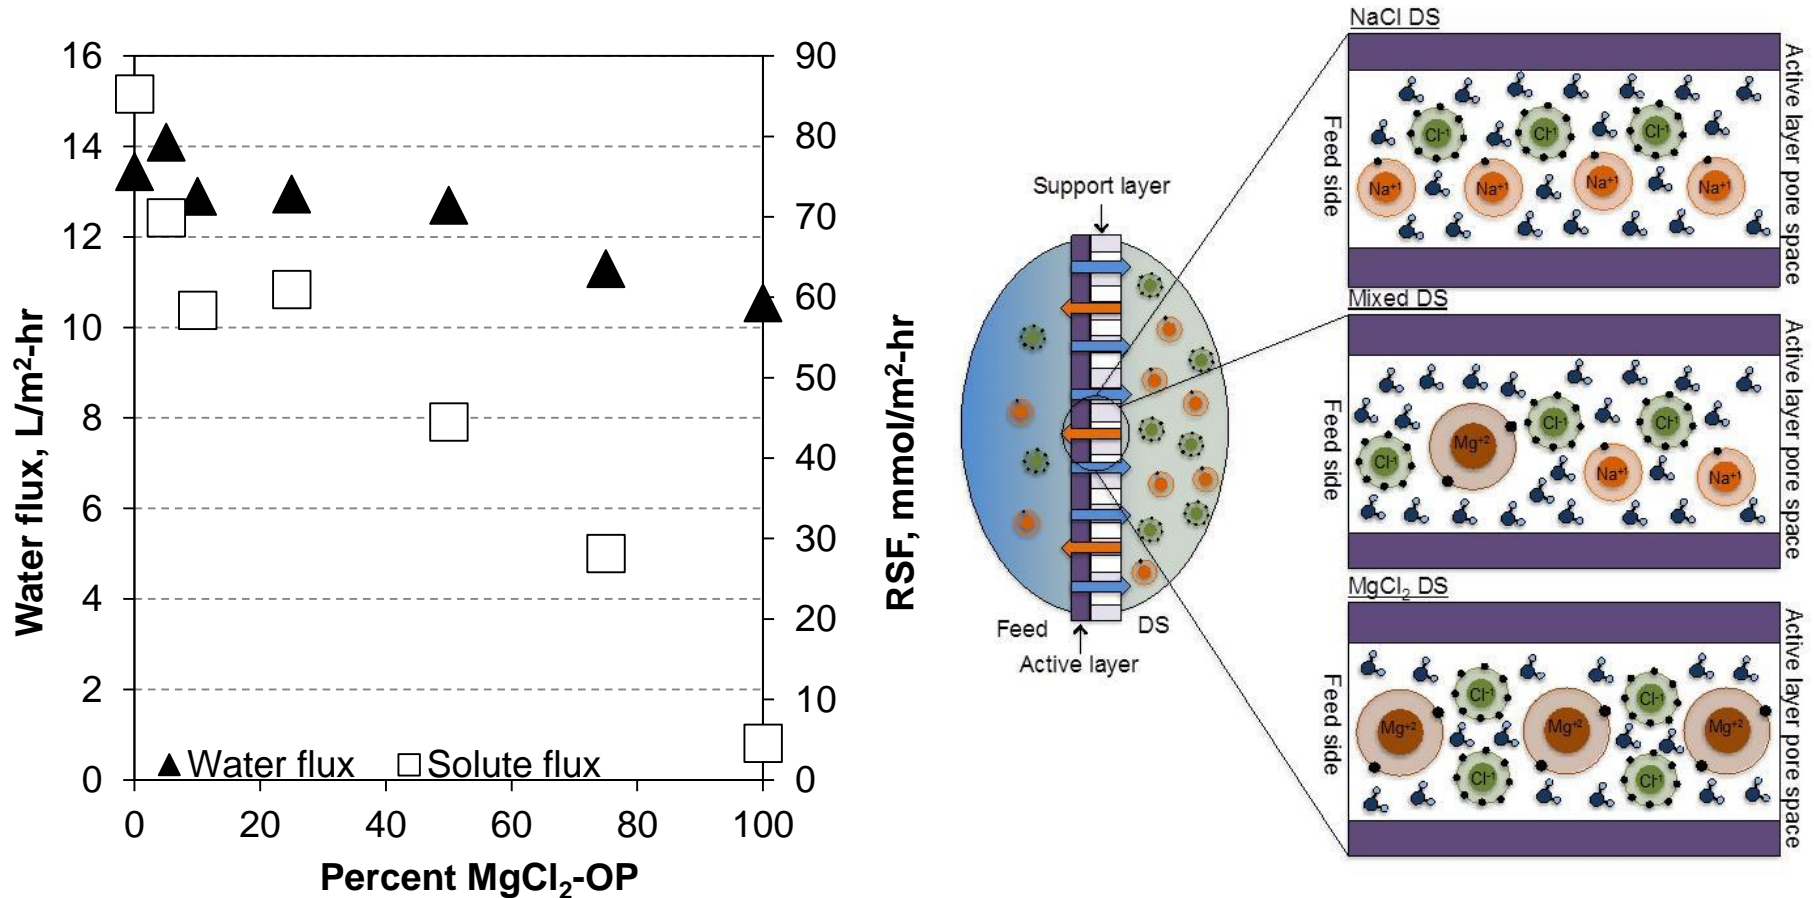 16
14
12
10
8
6
4
2
0
Water flux, L/m²-hr
90
80
70
60
50
40
30
20
10
0
RSF, mmol/m²-hr
Water flux
Solute flux
0 20 40 60 80 100
Percent MgCl₂-OP
Support layer
Feed
DS
Active layer
NaCl DS
Feed side
Active layer pore space
Cl⁻¹ Cl⁻¹ Cl⁻¹
Na⁺¹ Na⁺¹ Na⁺¹ Na⁺¹
Mixed DS
Feed side
Active layer pore space
Cl⁻¹ Cl⁻¹
Mg⁺²
Cl⁻¹
Na⁺¹ Na⁺¹
MgCl₂ DS
Feed side
Active layer pore space
Cl⁻¹ Cl⁻¹
Mg⁺² Mg⁺² Mg⁺²
Cl⁻¹ Cl⁻¹